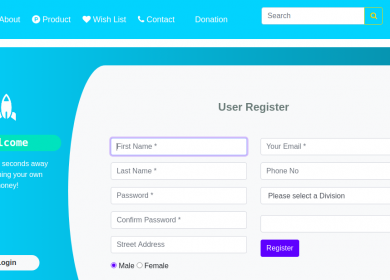 About
Product
Wish List
Contact
Donation
Search
lcome
seconds away
ning your own
oney!
Login
User Register
First Name *
Your Email *
Last Name *
Phone No
Password *
Please select a Division
Confirm Password *
Street Address
Register
Male Female